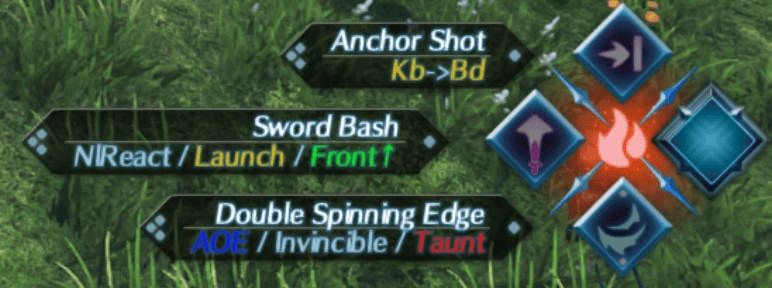 Anchor Shot
Kb->Bd
Sword Bash
NlReact / Launch / Front↑
Double Spinning Edge
AOE / Invincible / Taunt